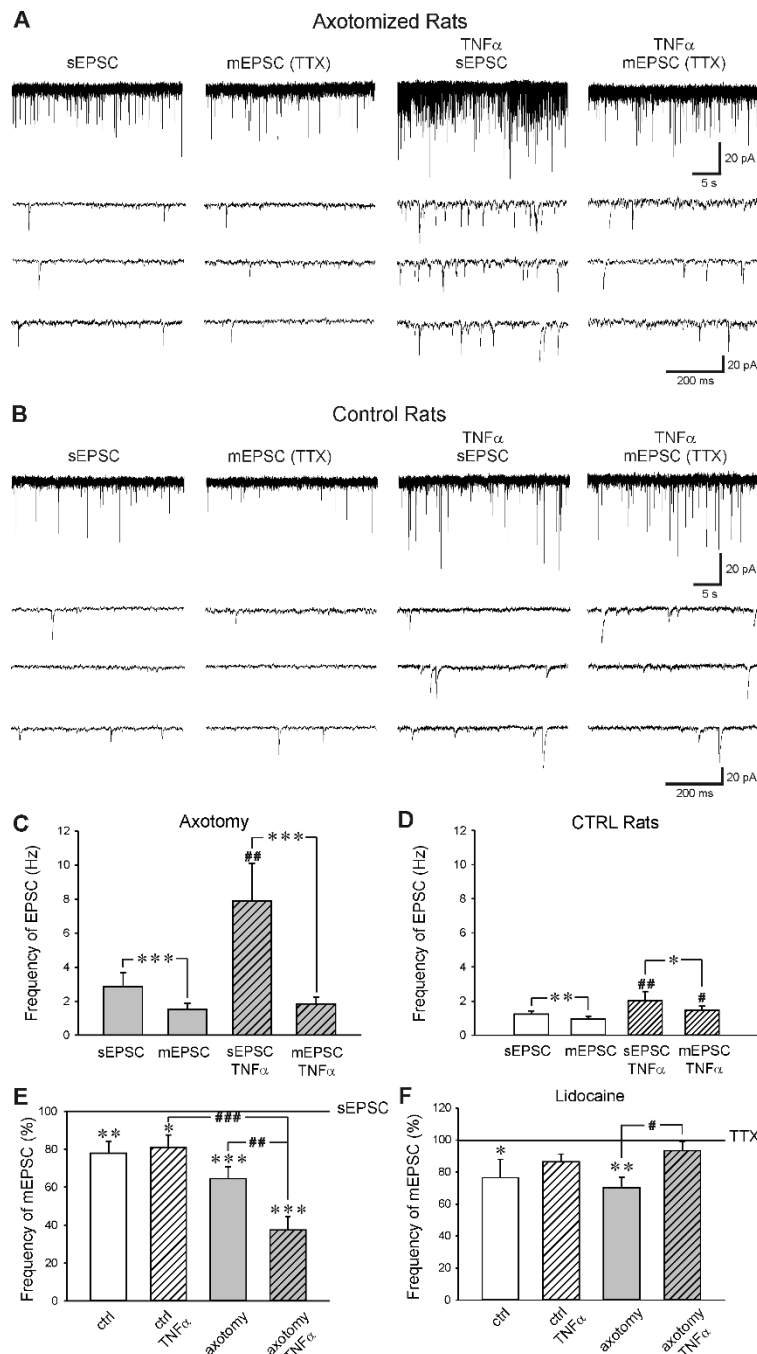 A
Axotomized Rats
sEPSC
mEPSC (TTX)
TNFα
sEPSC
TNFα
mEPSC (TTX)
20 pA
5 s
20 pA
200 ms
B
Control Rats
sEPSC
mEPSC (TTX)
TNFα
sEPSC
TNFα
mEPSC (TTX)
20 pA
5 s
20 pA
200 ms
C
Axotomy
Frequency of EPSC (Hz)
12
10
8
6
4
2
0
***
##
***
sEPSC
mEPSC
sEPSC
TNFα
mEPSC
TNFα
D
CTRL Rats
Frequency of EPSC (Hz)
12
10
8
6
4
2
0
**
##
*
#
sEPSC
mEPSC
sEPSC
TNFα
mEPSC
TNFα
E
sEPSC
Frequency of mEPSC (%)
100
80
60
40
20
0
**
*
###
***
##
***
ctrl
ctrl
TNFα
axotomy
axotomy
TNFα
F
Lidocaine
TTX
Frequency of mEPSC (%)
120
100
80
60
40
20
0
*
**
#
ctrl
ctrl
TNFα
axotomy
axotomy
TNFα